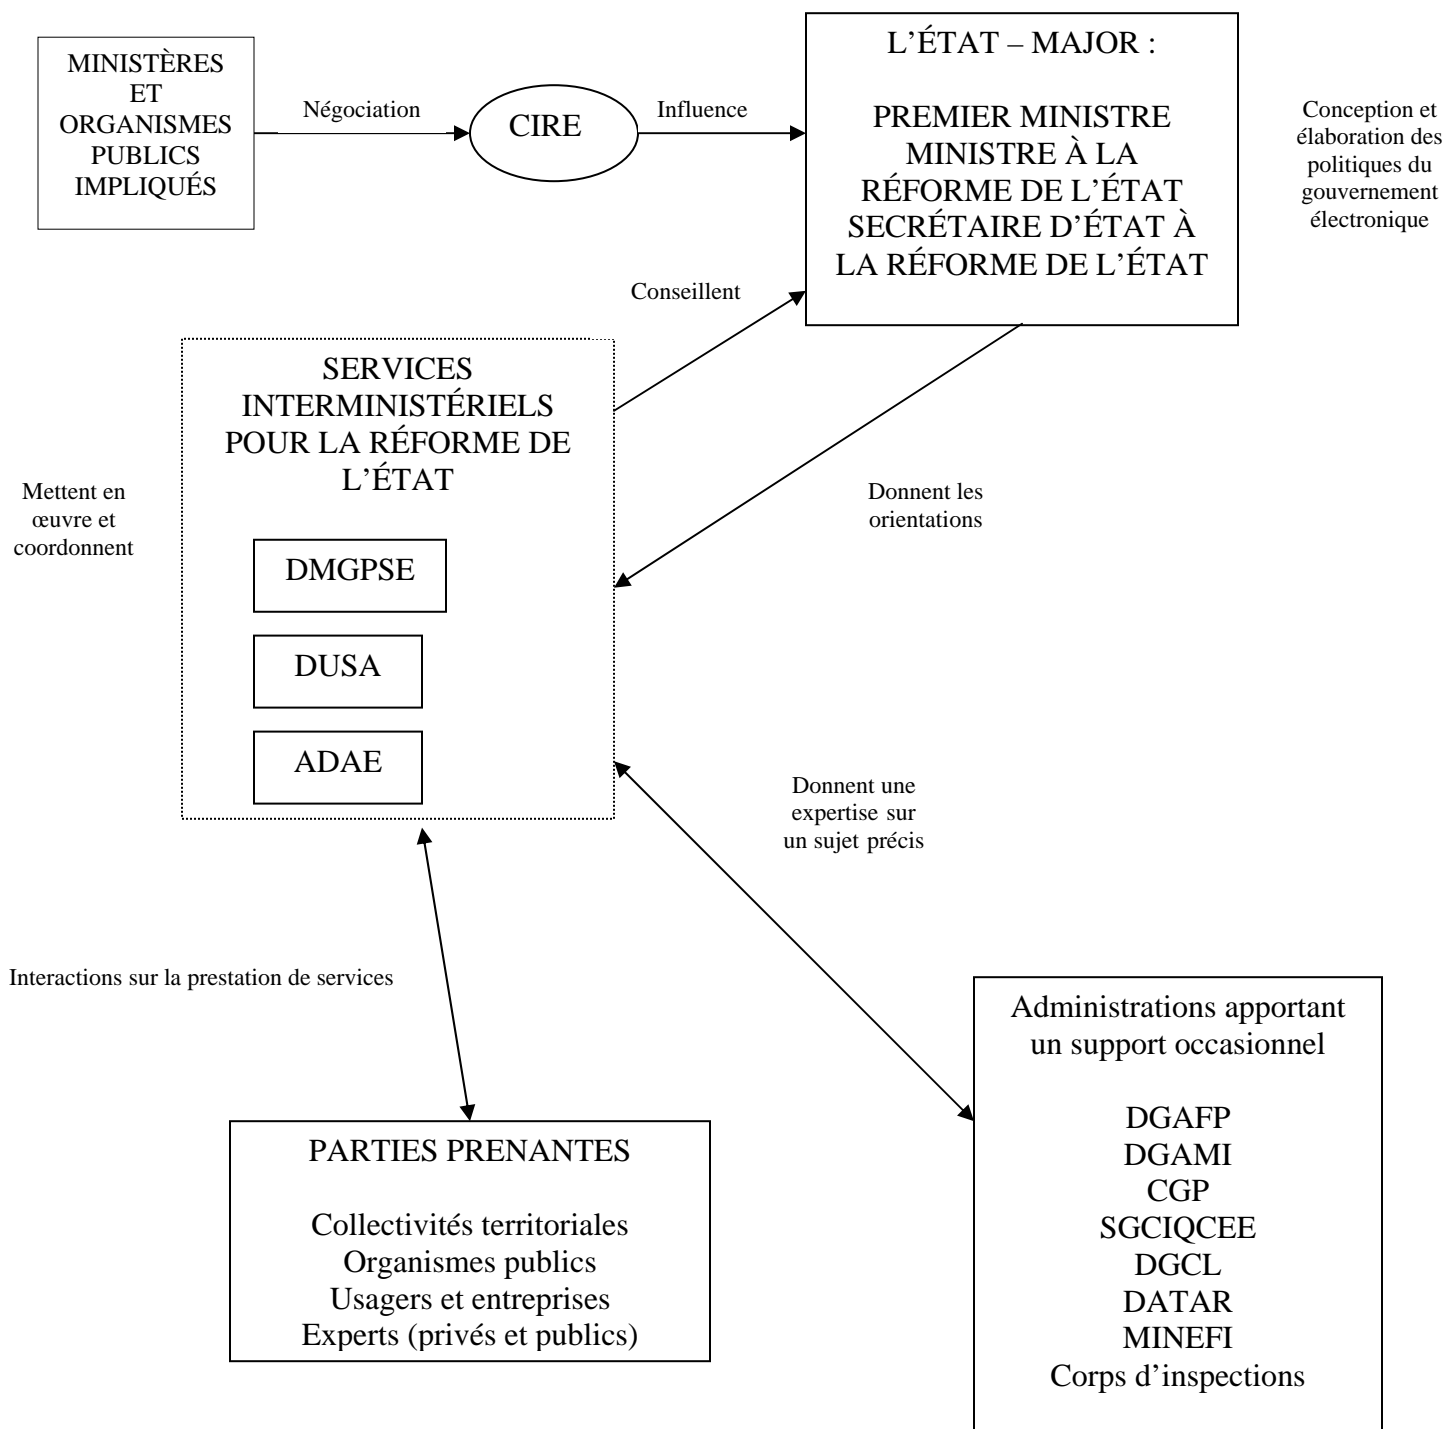 MINISTÈRES
ET
ORGANISMES
PUBLICS
IMPLIQUÉS
Négociation
CIRE
Influence
L’ÉTAT – MAJOR :
PREMIER MINISTRE
MINISTRE À LA
RÉFORME DE L’ÉTAT
SECRÉTAIRE D’ÉTAT À
LA RÉFORME DE L’ÉTAT
Conception et
élaboration des
politiques du
gouvernement
électronique
Conseillent
SERVICES
INTERMINISTÉRIELS
POUR LA RÉFORME DE
L’ÉTAT
DMGPSE
DUSA
ADAE
Mettent en
œuvre et
coordonnent
Donnent les
orientations
Donnent une
expertise sur
un sujet précis
Interactions sur la prestation de services
PARTIES PRENANTES
Collectivités territoriales
Organismes publics
Usagers et entreprises
Experts (privés et publics)
Administrations apportant
un support occasionnel
DGAFP
DGAMI
CGP
SGCIQCEE
DGCL
DATAR
MINEFI
Corps d’inspections